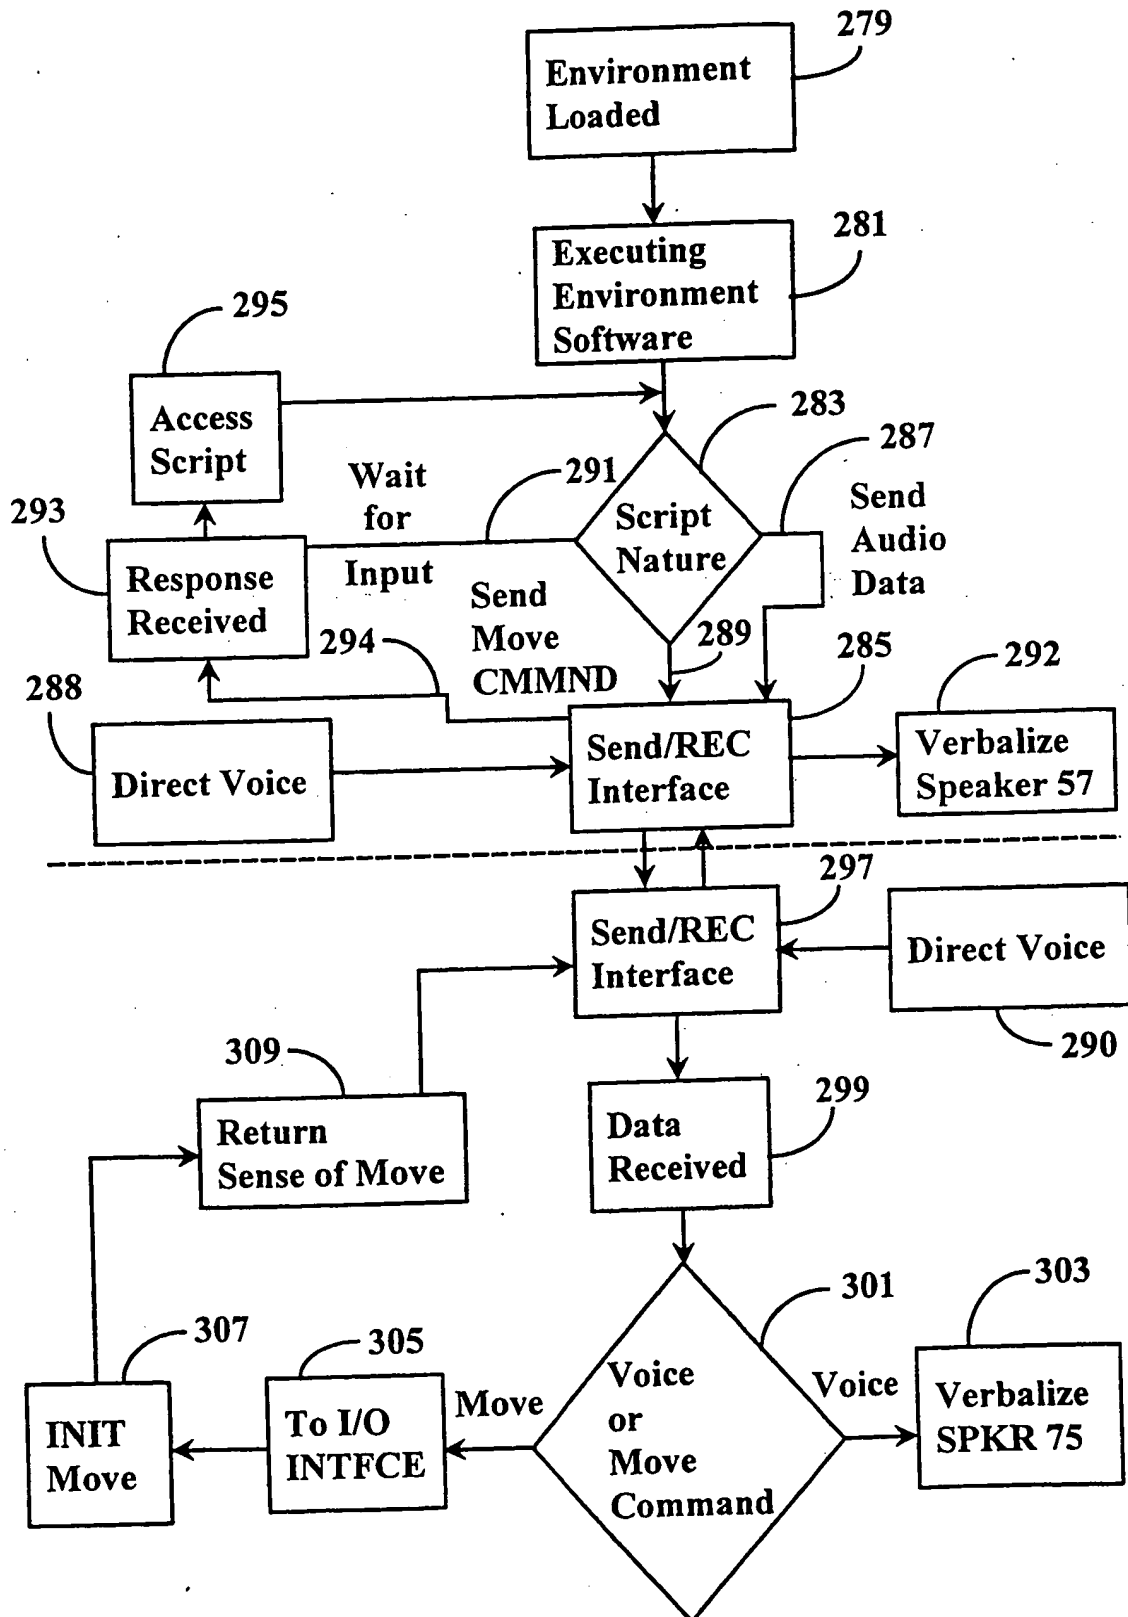 279
Environment
Loaded
281
Executing
Environment
Software
295
Access
Script
283
287
Send
Audio
Data
291
Wait
for
Input
Script
Nature
293
Response
Received
Send
Move
CMMND
289
294
285
292
288
Direct Voice
Send/REC
Interface
Verbalize
Speaker 57
297
Send/REC
Interface
Direct Voice
290
309
Return
Sense of Move
299
Data
Received
301
303
307
305
INIT
Move
To I/O
INTFCE
Move
Voice
or
Move
Command
Voice
Verbalize
SPKR 75